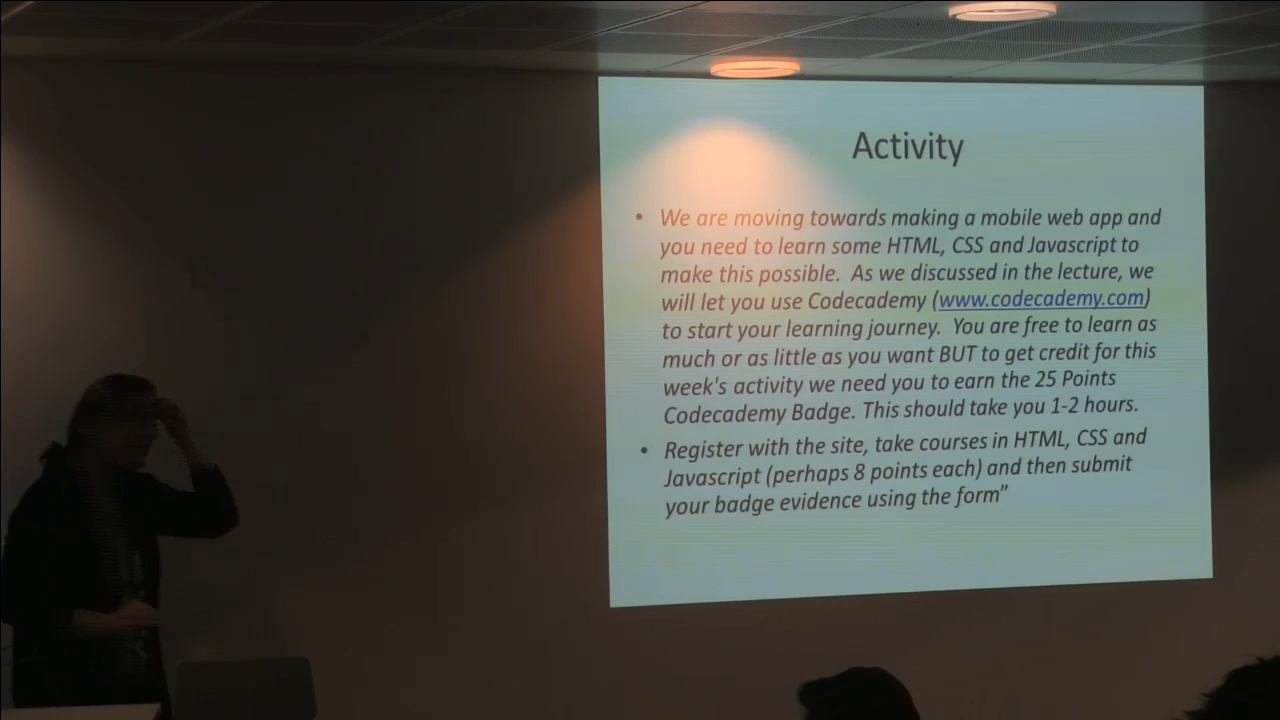 Activity
• We are moving towards making a mobile web app and
you need to learn some HTML, CSS and Javascript to
make this possible. As we discussed in the lecture, we
will let you use Codecademy (www.codecademy.com)
to start your learning journey. You are free to learn as
much or as little as you want BUT to get credit for this
week's activity we need you to earn the 25 Points
Codecademy Badge. This should take you 1-2 hours.
• Register with the site, take courses in HTML, CSS and
Javascript (perhaps 8 points each) and then submit
your badge evidence using the form”